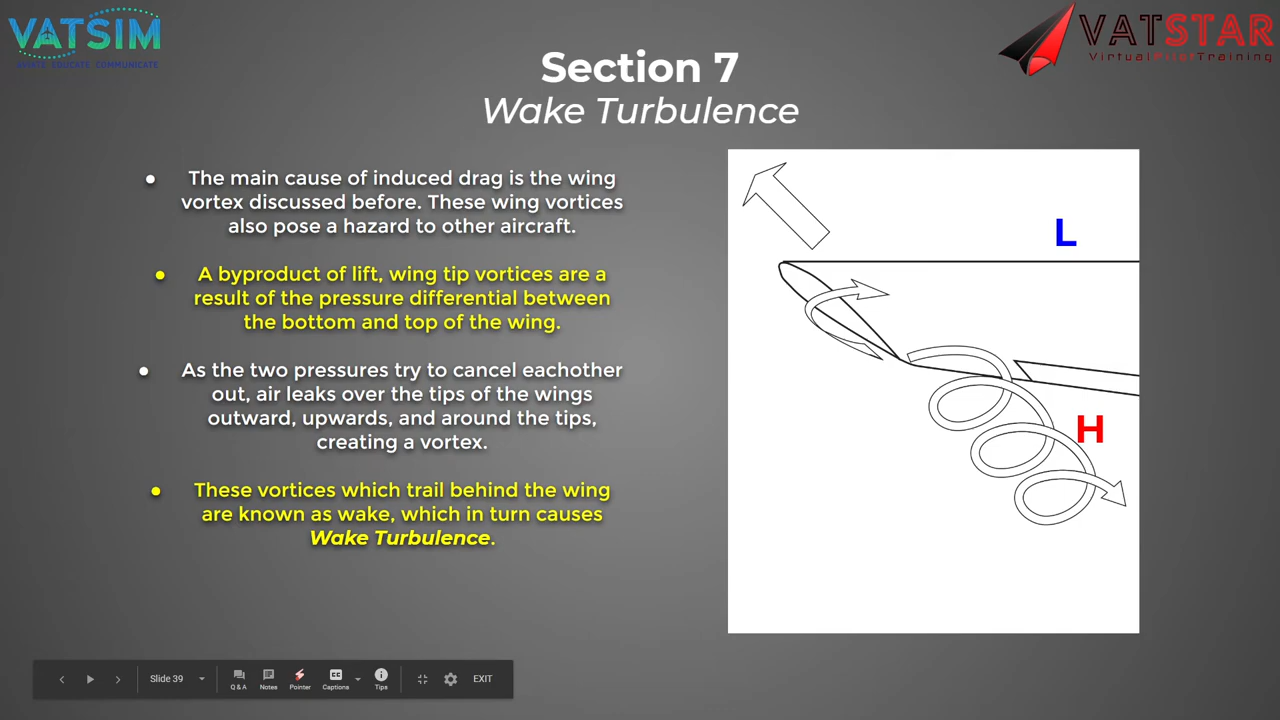 VATSIM
EDUCATE COMMUNICATE
VATSTAR
VirtualPilotTraining
Section 7
Wake Turbulence
● The main cause of induced drag is the wing
vortex discussed before. These wing vortices
also pose a hazard to other aircraft.
● A byproduct of lift, wing tip vortices are a
result of the pressure differential between
the bottom and top of the wing.
● As the two pressures try to cancel eachother
out, air leaks over the tips of the wings
outward, upwards, and around the tips,
creating a vortex.
● These vortices which trail behind the wing
are known as wake, which in turn causes
Wake Turbulence.
L
H
Slide 39
Q & A
Notes
Pointer
CC
Captions
Tips
EXIT